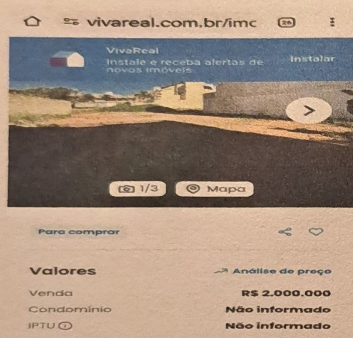 vivareal.com.br/imc 26
VivaReal
Instale e receba alertas de
novos imóveis
Instalar
1/3 Mapa
Para comprar
Valores Análise de preço
Venda R$ 2.000.000
Condomínio Não informado
IPTU Não informado